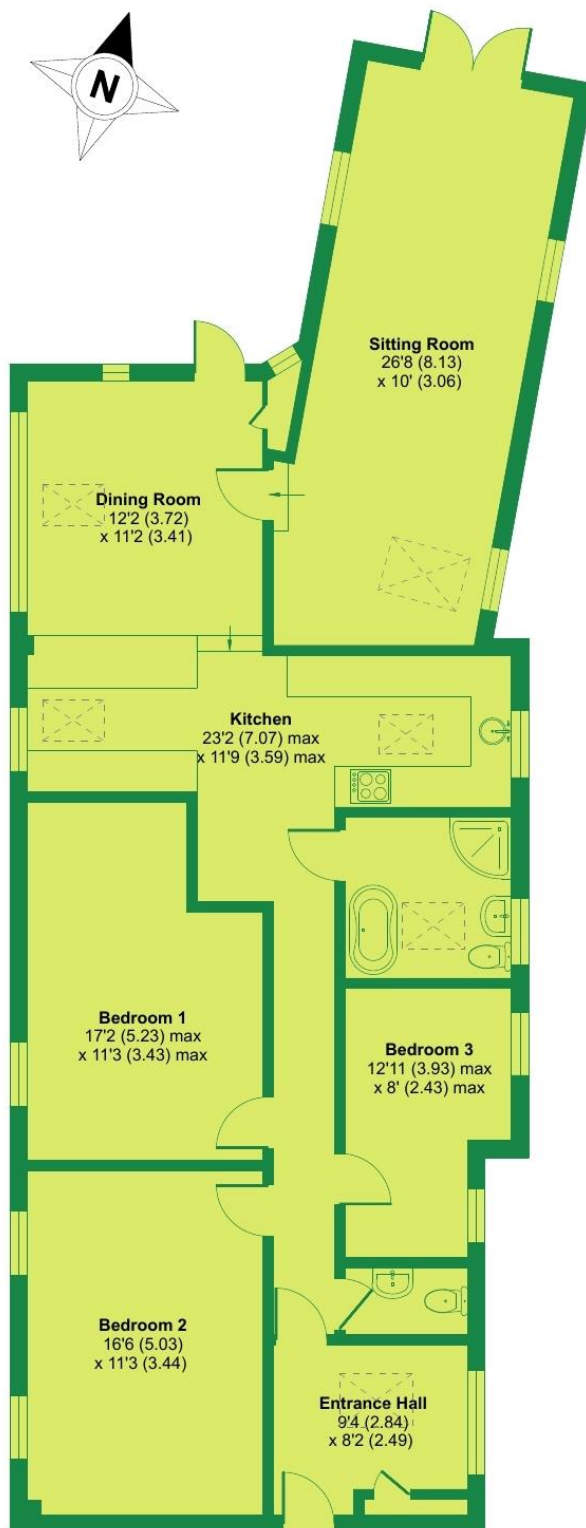 N
Sitting Room
26'8 (8.13)
x 10' (3.06)
Dining Room
12'2 (3.72)
x 11'2 (3.41)
Kitchen
23'2 (7.07) max
x 11'9 (3.59) max
Bedroom 1
17'2 (5.23) max
x 11'3 (3.43) max
Bedroom 3
12'11 (3.93) max
x 8' (2.43) max
Bedroom 2
16'6 (5.03)
x 11'3 (3.44)
Entrance Hall
9'4 (2.84)
x 8'2 (2.49)